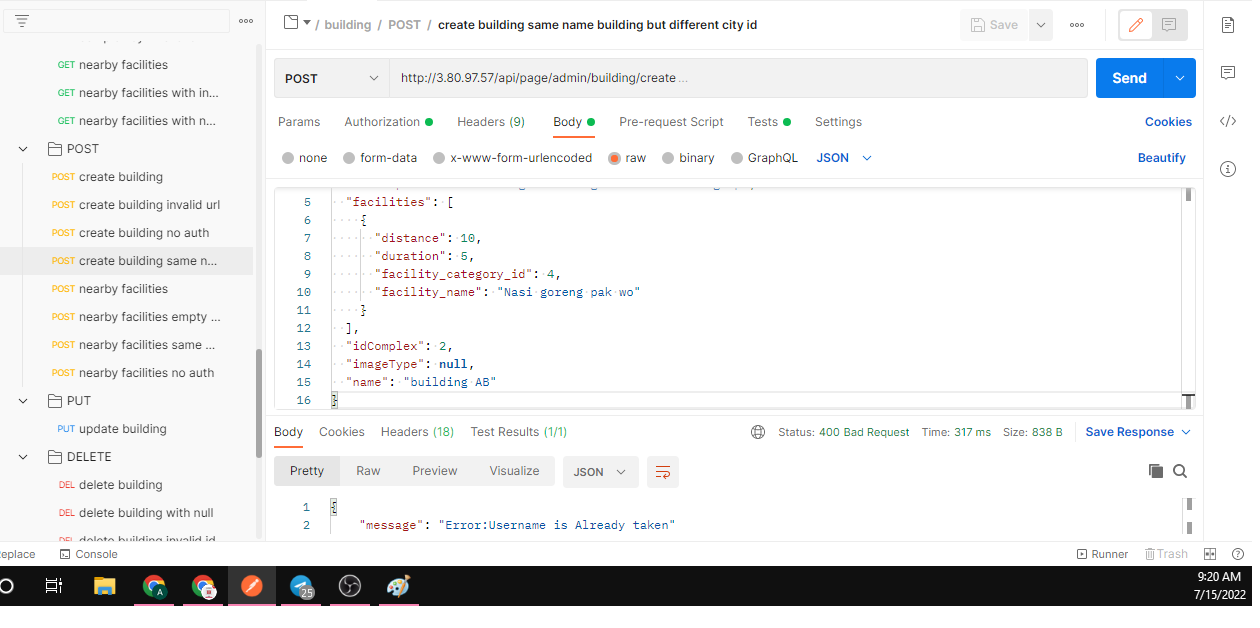 / building / POST / create building same name building but different city id
Save
GET nearby facilities
GET nearby facilities with in...
GET nearby facilities with n...
POST
POST create building
POST create building invalid url
POST create building no auth
POST create building same n...
POST nearby facilities
POST nearby facilities empty ...
POST nearby facilities same ...
POST nearby facilities no auth
PUT
PUT update building
DELETE
DEL delete building
DEL delete building with null
DEL delete building invalid id
POST
http://3.80.97.57/api/page/admin/building/create ...
Send
Params Authorization Headers (9) Body Pre-request Script Tests Settings Cookies
none form-data x-www-form-urlencoded raw binary GraphQL JSON Beautify
5 "facilities": [
6 {
7 "distance": 10,
8 "duration": 5,
9 "facility_category_id": 4,
10 "facility_name": "Nasi goreng pak wo"
11 }
12 ],
13 "idComplex": 2,
14 "imageType": null,
15 "name": "building AB"
16 }
Body Cookies Headers (18) Test Results (1/1) Status: 400 Bad Request Time: 317 ms Size: 838 B Save Response
Pretty Raw Preview Visualize JSON
1 {
2 "message": "Error:Username is Already taken"
eplace Console Runner Trash
A
25
9:20 AM
7/15/2022